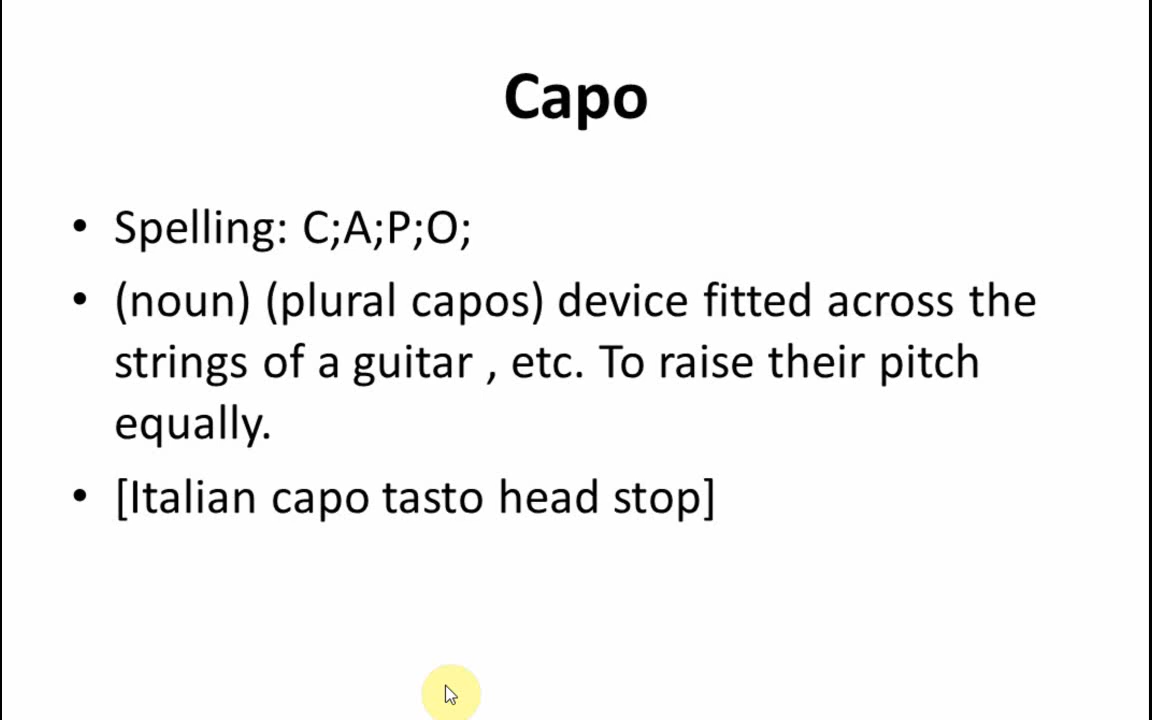 Capo
• Spelling: C;A;P;O;
• (noun) (plural capos) device fitted across the
strings of a guitar , etc. To raise their pitch
equally.
• [Italian capo tasto head stop]